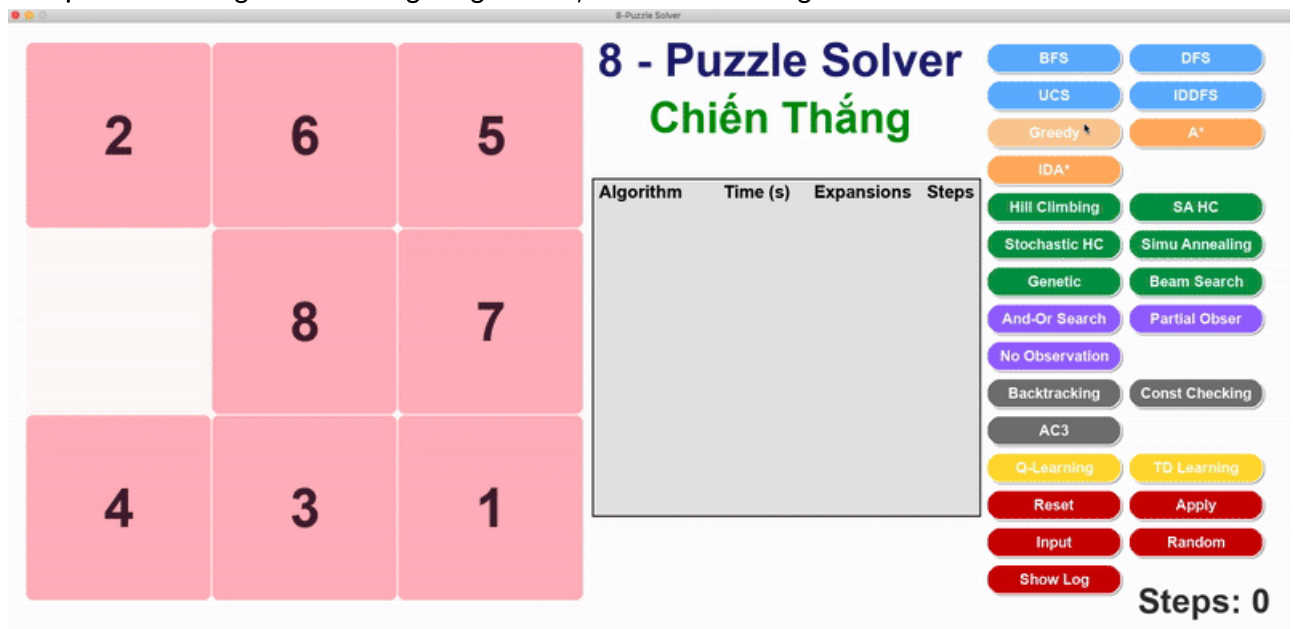 8-Puzzle Solver
2 6 5
8 7
4 3 1
8 - Puzzle Solver
Chiến Thắng
Algorithm Time (s) Expansions Steps
BFS DFS
UCS IDDFS
Greedy A*
IDA*
Hill Climbing SA HC
Stochastic HC Simu Annealing
Genetic Beam Search
And-Or Search Partial Obser
No Observation
Backtracking Const Checking
AC3
Q-Learning TD Learning
Reset Apply
Input Random
Show Log
Steps: 0